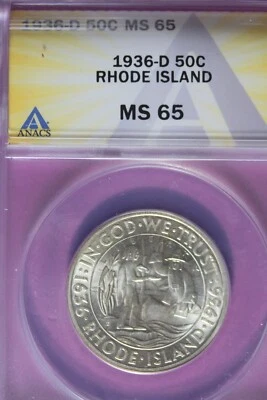 1936-D 50C MS 65
1936-D 50C
RHODE ISLAND
MS 65
ANACS
IN·GOD·WE·TRUST
1636·RHODE·ISLAND·1936